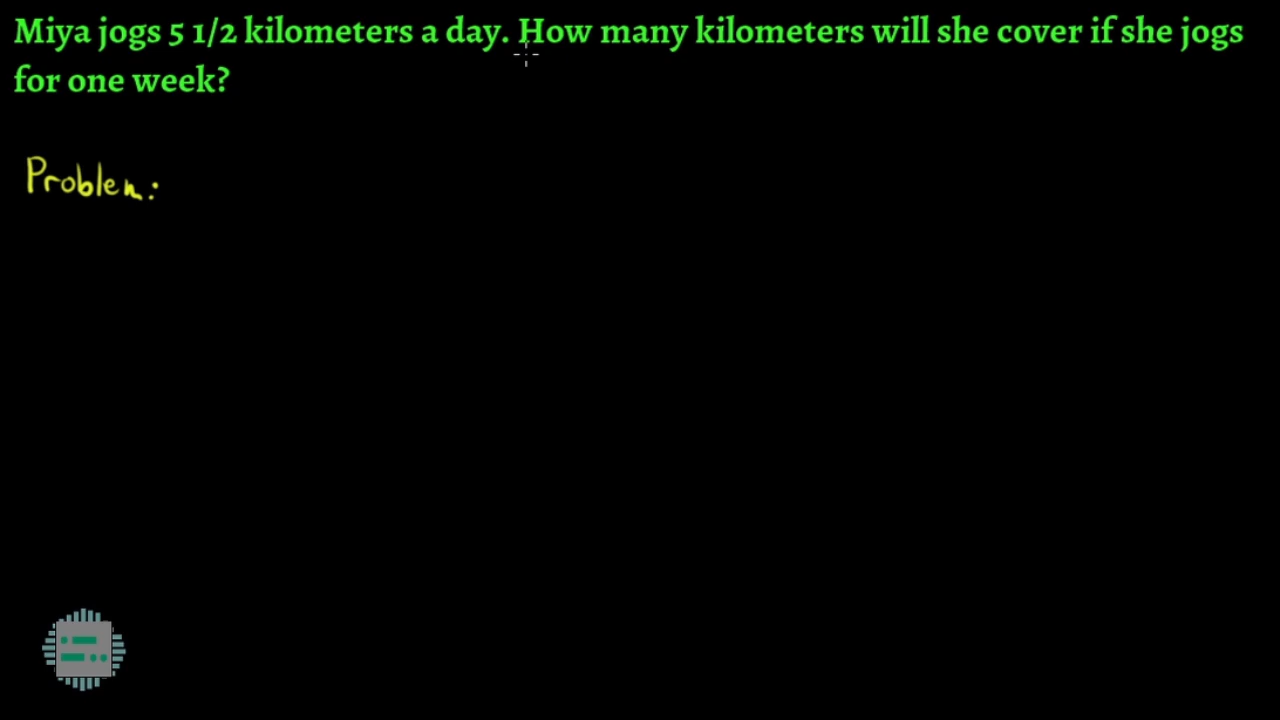 Miya jogs 5 1/2 kilometers a day. How many kilometers will she cover if she jogs
for one week?
Problem: